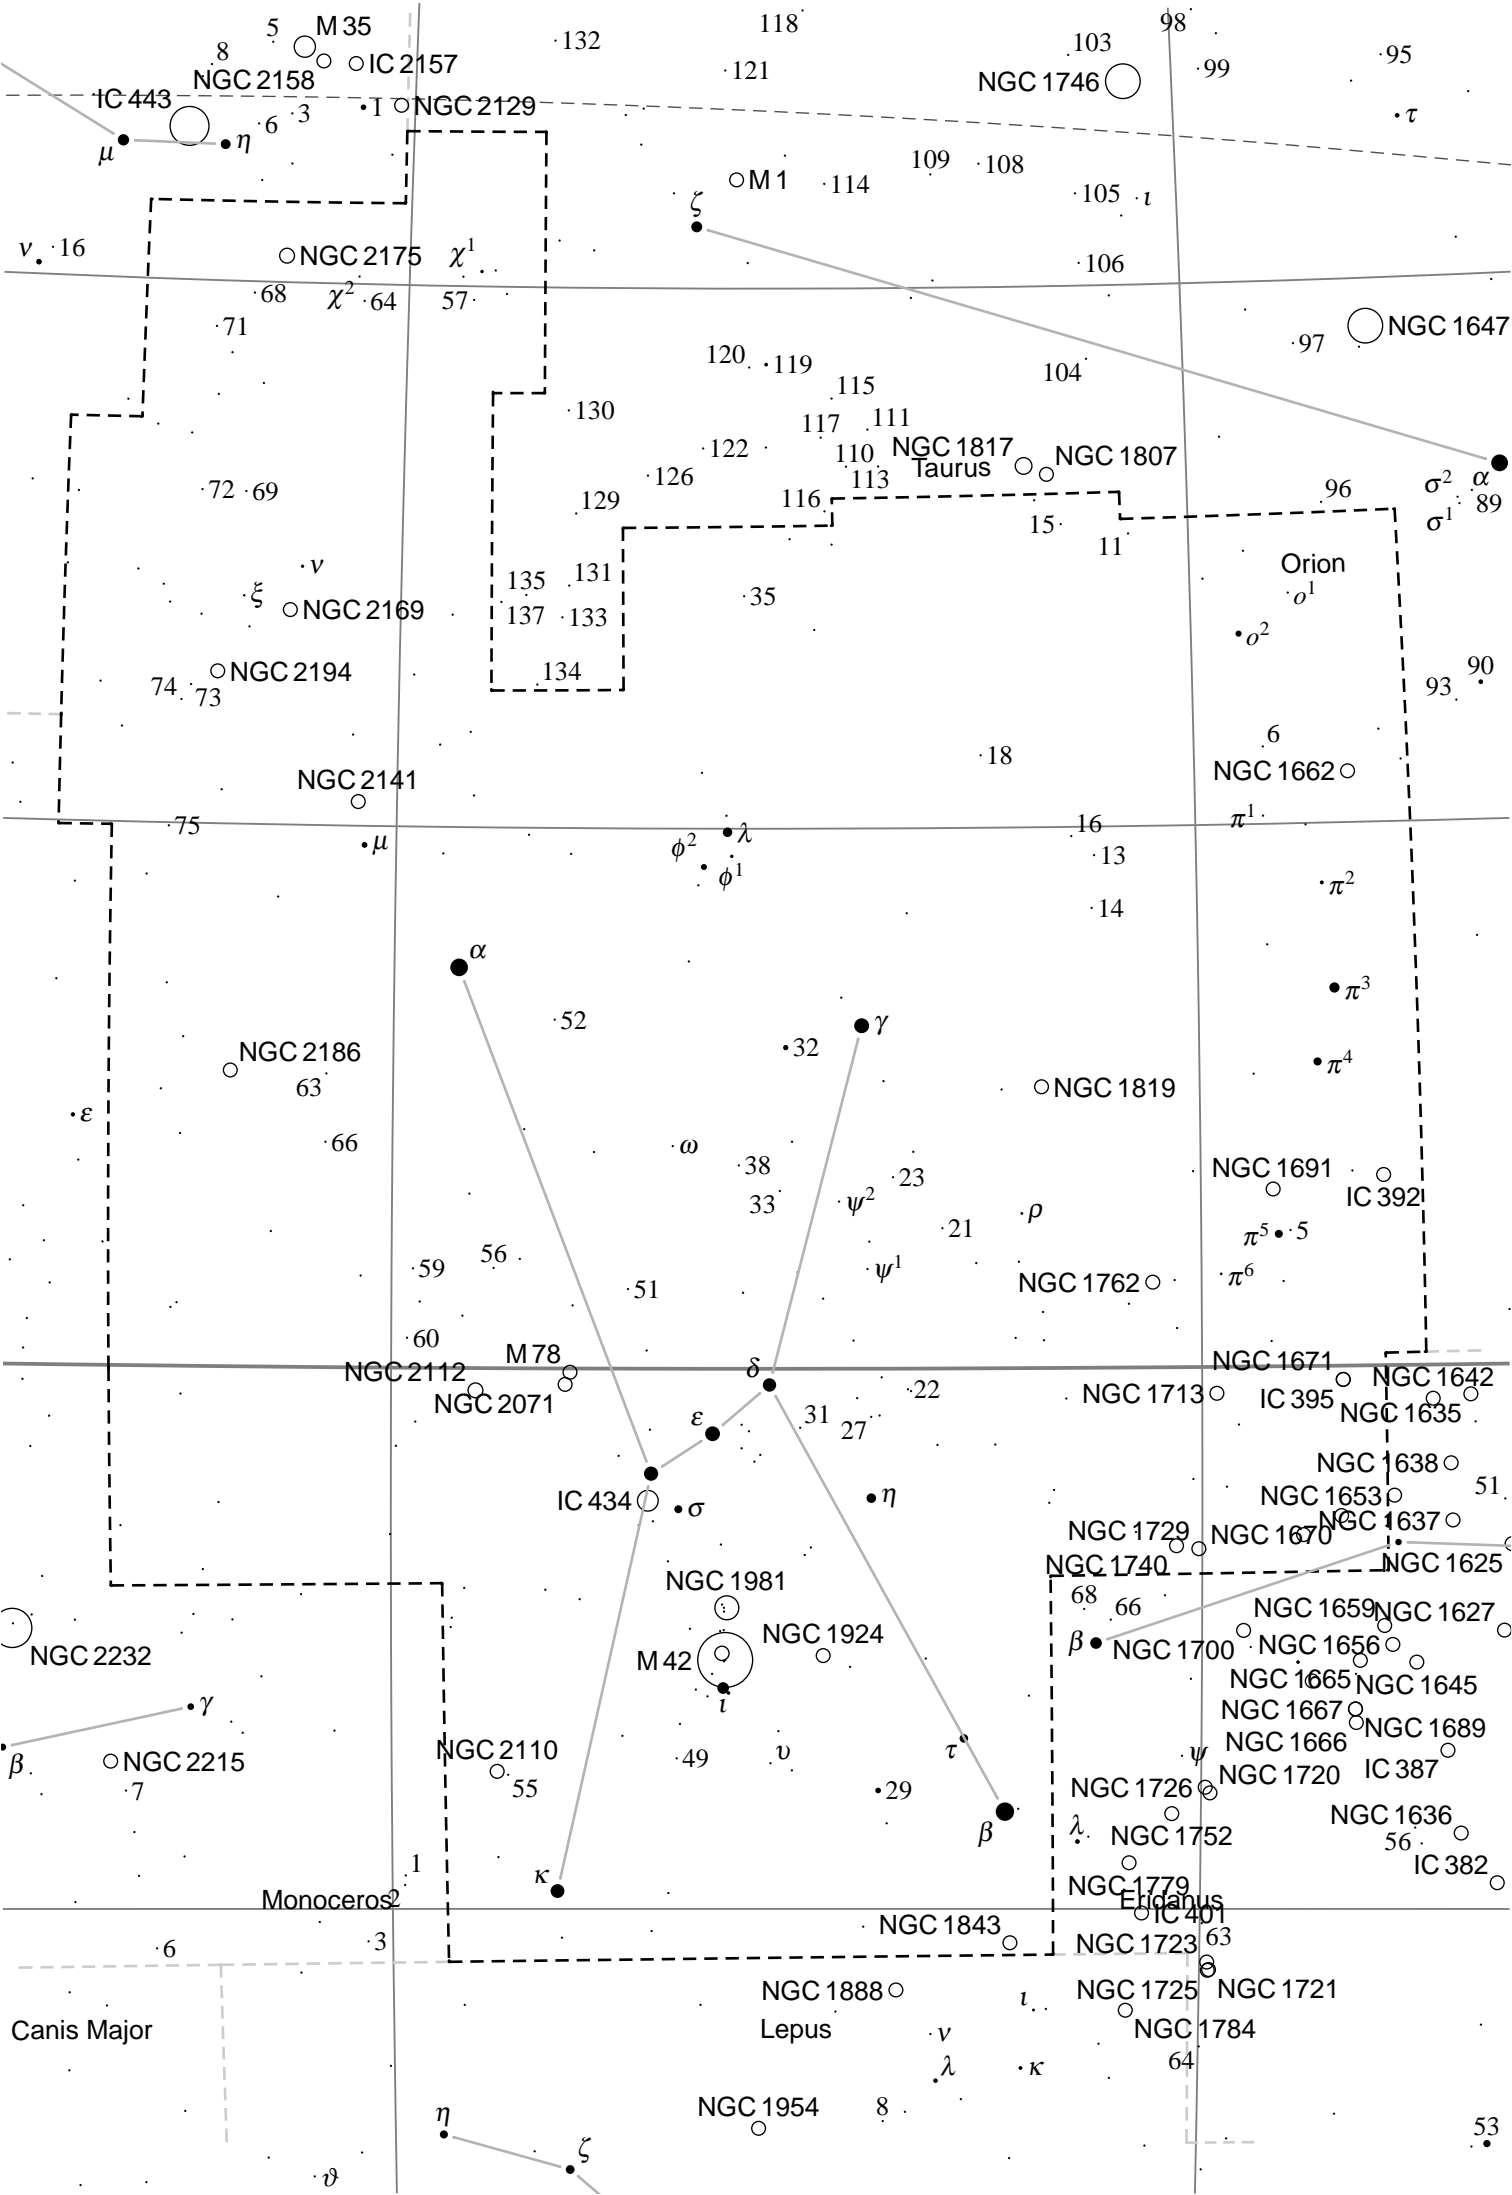 118
98
5
M 35
132
103
95
8
NGC 2158
IC 2157
121
NGC 1746
99
IC 443
6
3
1
NGC 2129
τ
μ
η
109
108
M 1
114
105
ι
ζ
ν
16
NGC 2175
χ¹
106
68
χ²
64
57
71
NGC 1647
97
120
119
104
115
130
117
111
122
110
NGC 1817
Taurus
NGC 1807
72
69
126
113
129
116
96
σ²
α
89
15
σ¹
11
Orion
ν
ξ
135
131
35
ο¹
NGC 2169
137
133
ο²
NGC 2194
134
74
73
90
93
6
18
NGC 1662
NGC 2141
75
μ
λ
φ²
φ¹
16
π¹
13
π²
14
α
π³
52
γ
32
π⁴
NGC 2186
63
NGC 1819
ε
66
ω
38
23
NGC 1691
IC 392
33
ψ²
ρ
21
π⁵
5
59
56
ψ¹
π⁶
51
NGC 1762
60
M 78
δ
NGC 1671
NGC 2112
NGC 2071
22
NGC 1713
IC 395
NGC 1642
NGC 1635
ε
31
27
NGC 1638
IC 434
σ
η
NGC 1653
51
NGC 1637
NGC 1729
NGC 1670
NGC 1740
NGC 1625
NGC 1981
68
66
NGC 1659
NGC 1627
NGC 2232
M 42
NGC 1924
β
NGC 1700
NGC 1656
NGC 1665
NGC 1645
γ
ι
NGC 1667
NGC 1689
NGC 2110
49
υ
τ
ψ
NGC 1666
IC 387
β
NGC 2215
7
55
29
NGC 1726
NGC 1720
β
λ
NGC 1752
NGC 1636
56
IC 382
1
κ
NGC 1779
Monoceros
2
Eridanus
IC 401
6
3
NGC 1843
NGC 1723
63
NGC 1888
ι
NGC 1725
NGC 1721
Canis Major
Lepus
ν
NGC 1784
λ
κ
64
η
NGC 1954
8
53
ζ
ϑ